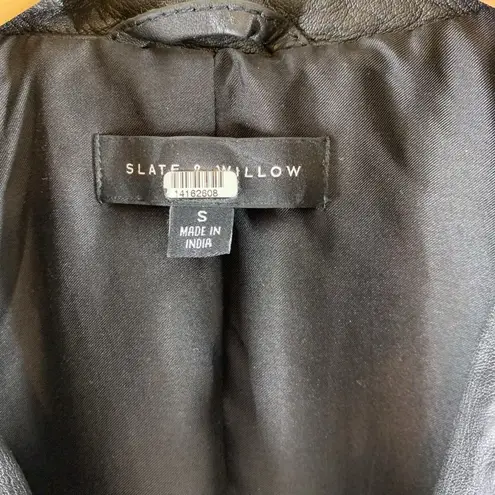 SLATE & WILLOW
14162608
S
MADE IN
INDIA